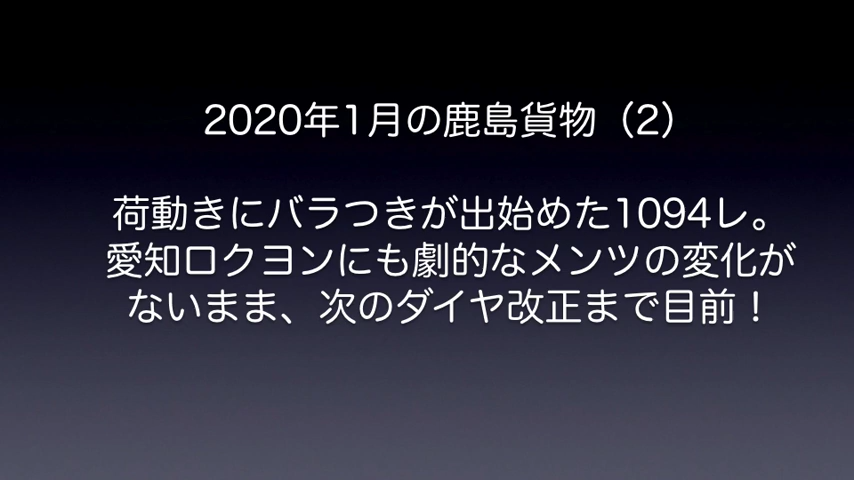 2020年1月の鹿島貨物（2）
荷動きにバラつきが出始めた1094レ。
愛知ロクヨンにも劇的なメンツの変化が
ないまま、次のダイヤ改正まで目前！